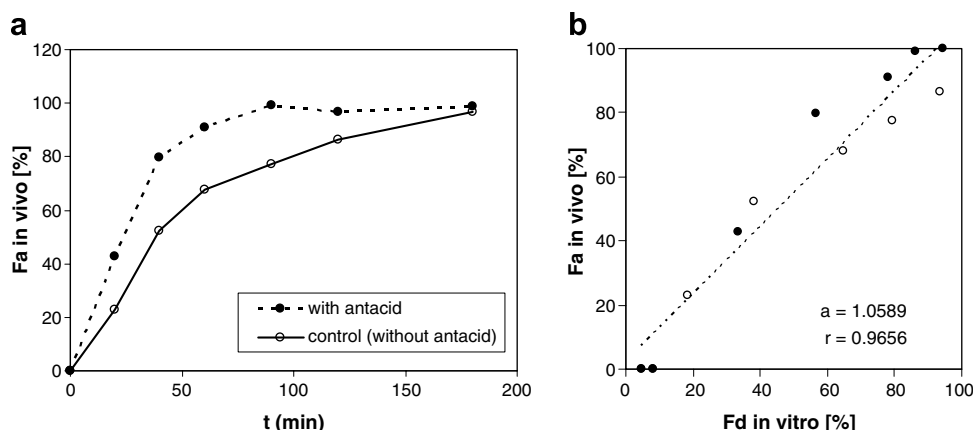 a
120
100
80
60
40
20
0
Fa in vivo [%]
0 50 100 150 200
t (min)
with antacid
control (without antacid)
b
100
80
60
40
20
0
Fa in vivo [%]
0 20 40 60 80 100
Fd in vitro [%]
a = 1.0589
r = 0.9656